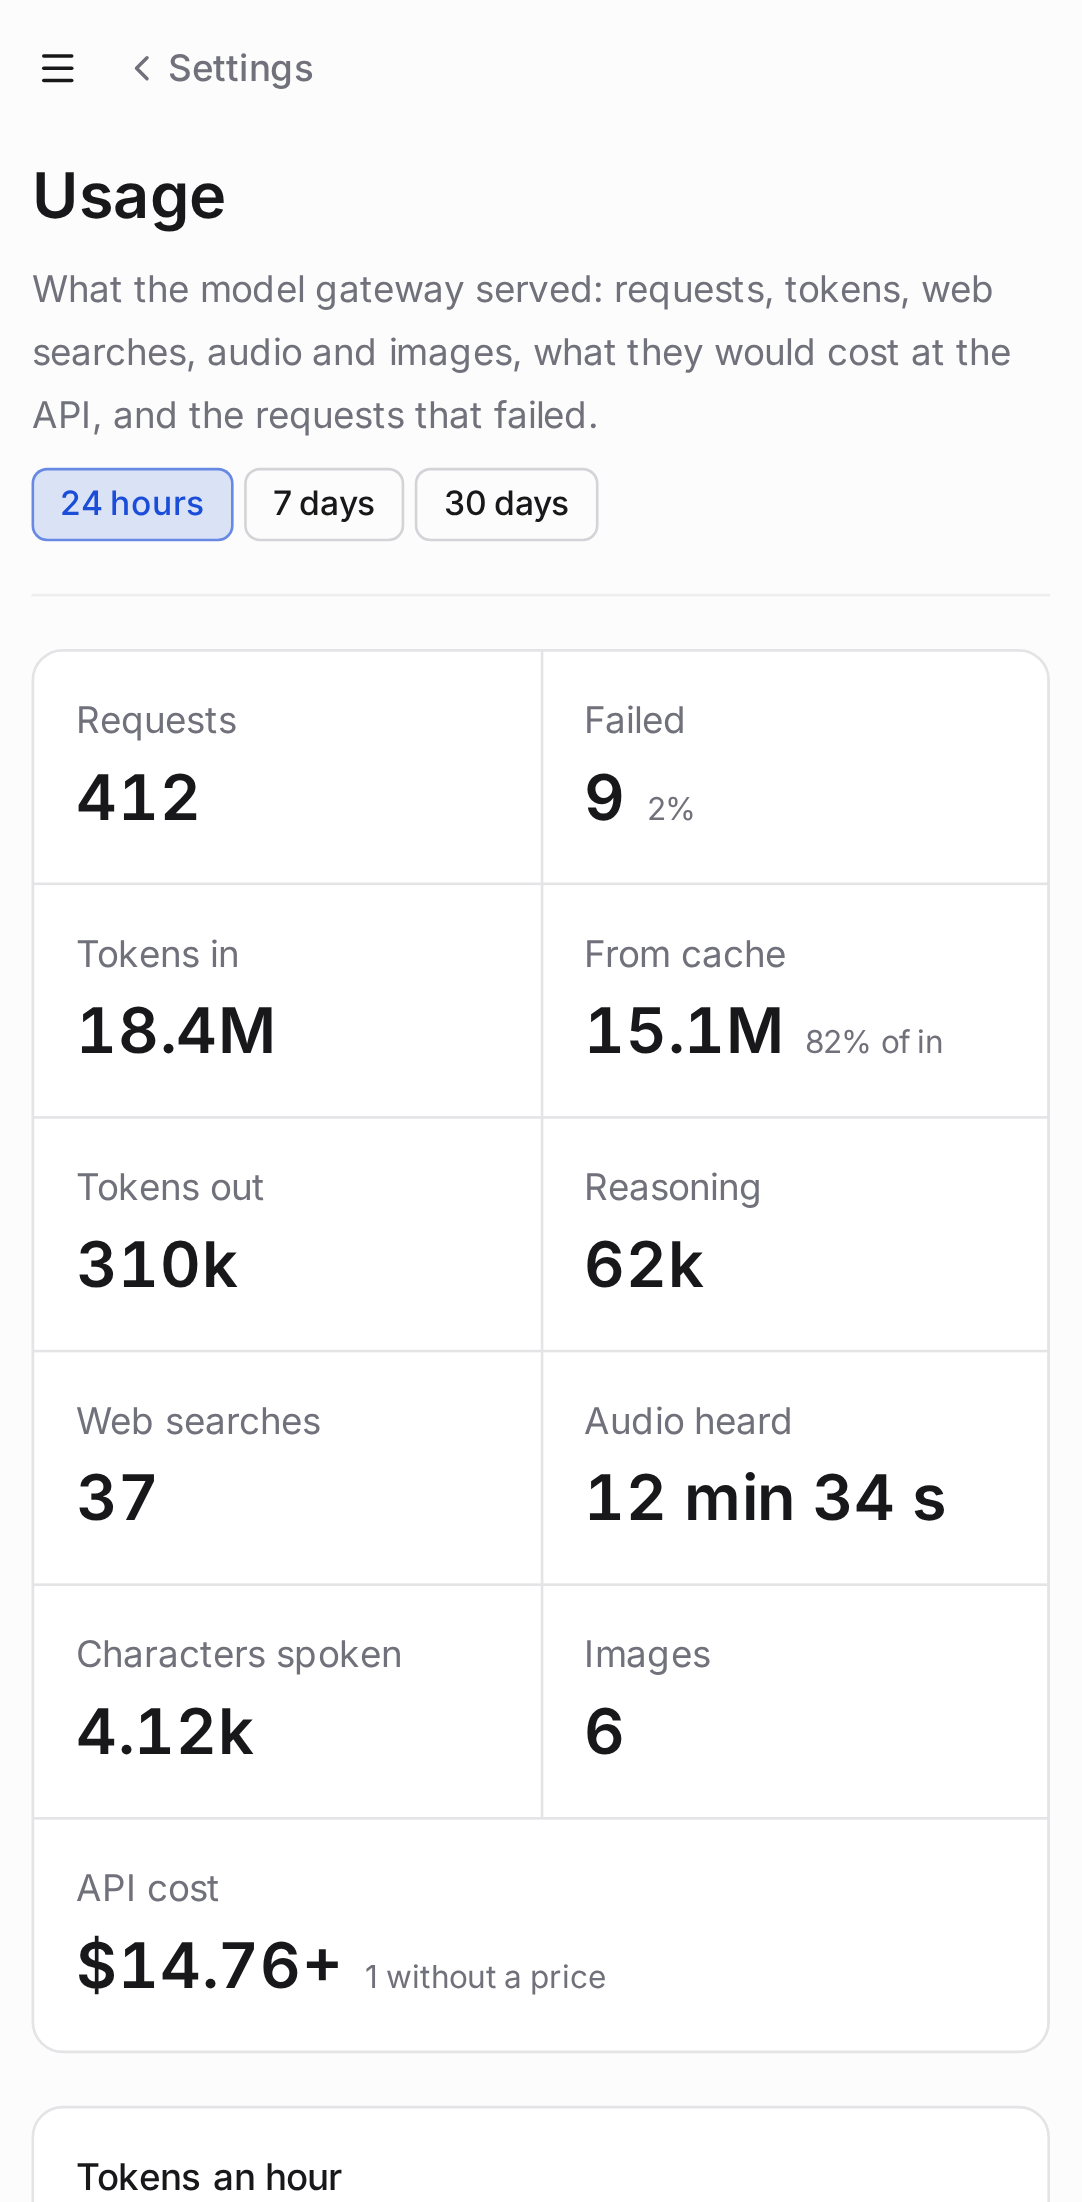 Settings
Usage
What the model gateway served: requests, tokens, web
searches, audio and images, what they would cost at the
API, and the requests that failed.
24 hours 7 days 30 days
Requests
412
Failed
9 2%
Tokens in
18.4M
From cache
15.1M 82% of in
Tokens out
310k
Reasoning
62k
Web searches
37
Audio heard
12 min 34 s
Characters spoken
4.12k
Images
6
API cost
$14.76+ 1 without a price
Tokens an hour